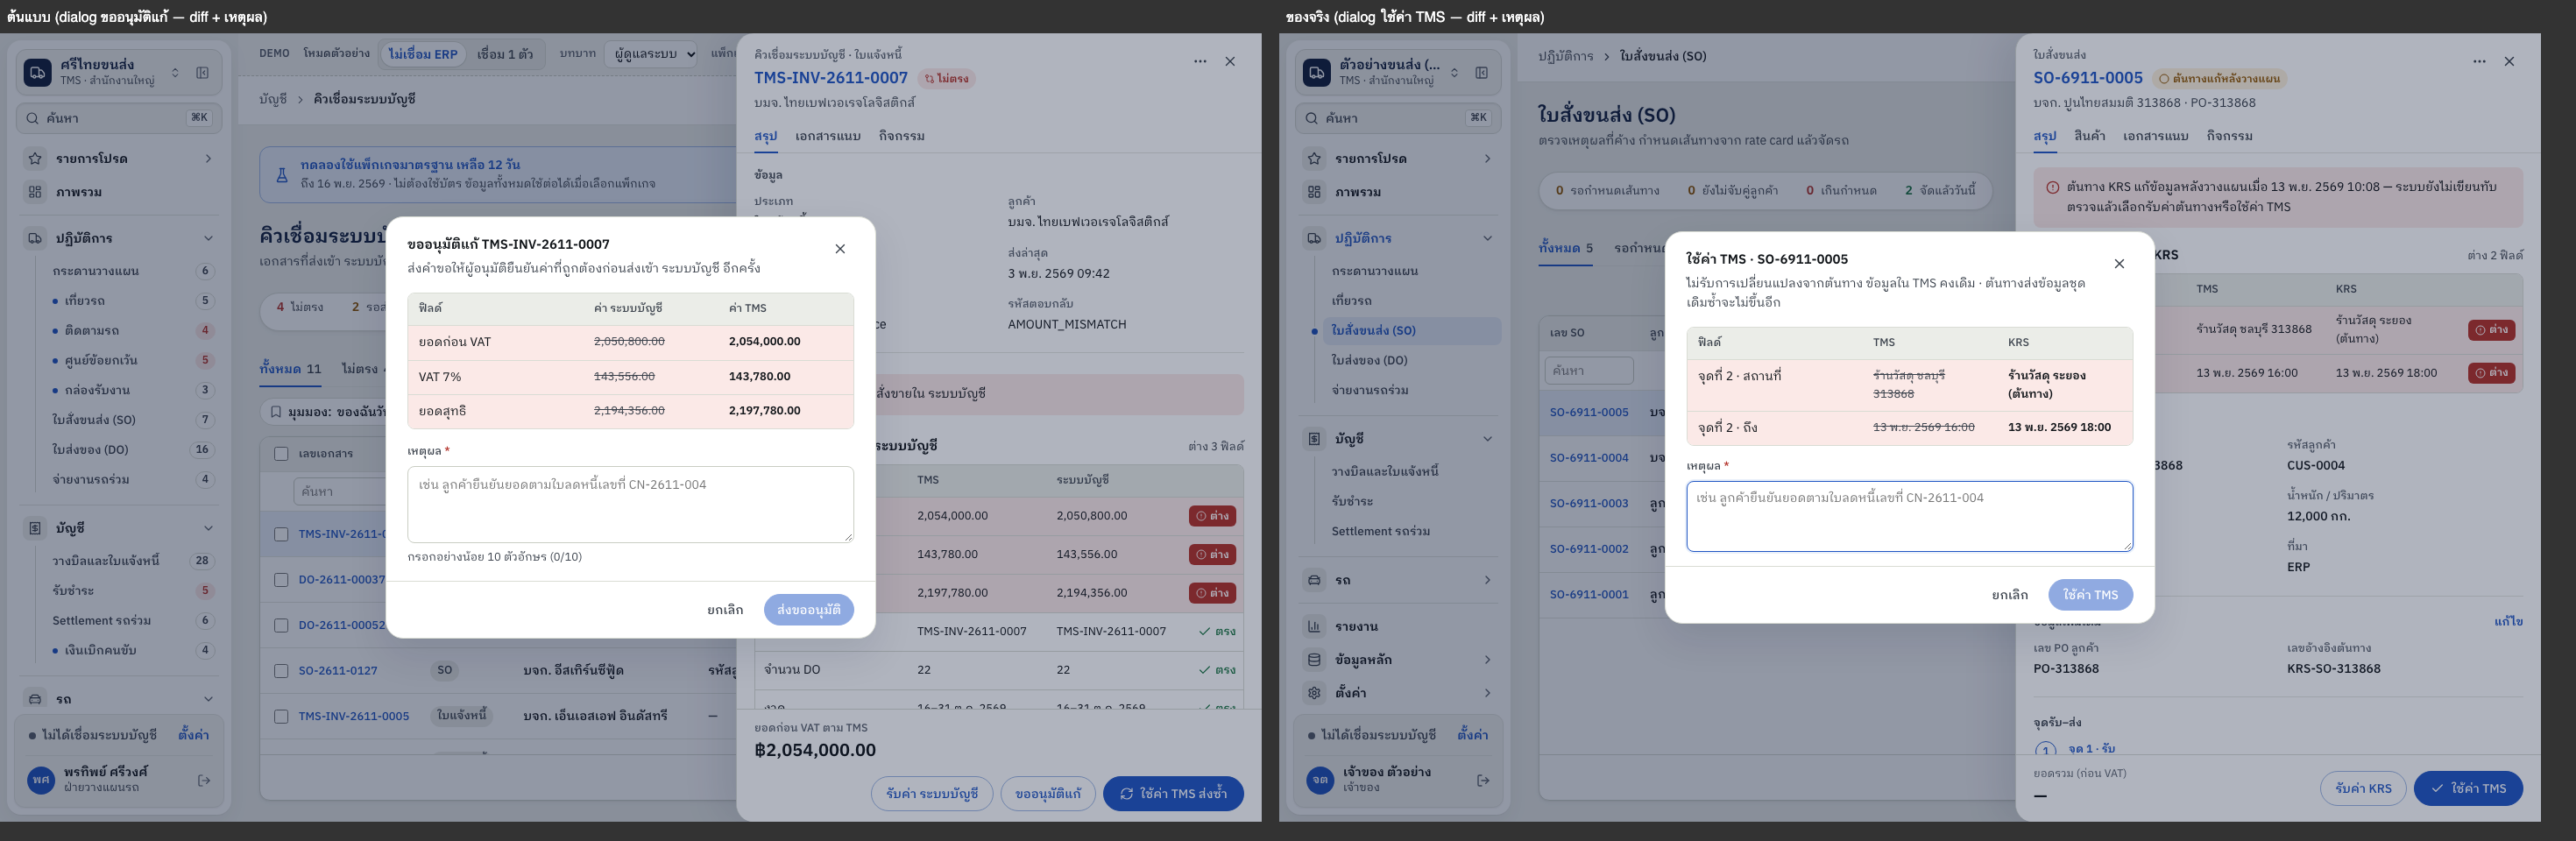 ต้นแบบ (dialog ขออนุมัติแก้ — diff + เหตุผล)
ศรีไทยขนส่ง
TMS · สำนักงานใหญ่
ค้นหา ⌘K
รายการโปรด
ภาพรวม
ปฏิบัติการ
กระดานวางแผน 6
เที่ยวรถ 5
ติดตามรถ 4
ศูนย์ข้อยกเว้น 5
กล่องรับงาน 3
ใบสั่งขนส่ง (SO) 7
ใบส่งของ (DO) 16
จ่ายงานรถร่วม 4
บัญชี
วางบิลและใบแจ้งหนี้ 28
รับชำระ 5
Settlement รถร่วม 6
เงินเบิกคนขับ 4
รถ
ไม่ได้เชื่อมระบบบัญชี ตั้งค่า
พศ พรทิพย์ ศรีวงศ์
ฝ่ายวางแผนรถ
DEMO โหมดตัวอย่าง ไม่เชื่อม ERP เชื่อม 1 ตัว บทบาท ผู้ดูแลระบบ
บัญชี > คิวเชื่อมระบบบัญชี
ทดลองใช้แพ็กเกจมาตรฐาน เหลือ 12 วัน
ถึง 16 พ.ย. 2569 · ไม่ต้องใช้บัตร ข้อมูลทั้งหมดใช้ต่อได้เมื่อเลือกแพ็กเกจ
4 ไม่ตรง 2
ทั้งหมด 11 ไม่ตรง
เลขเอกสาร
ค้นหา
TMS-INV-2611-0
DO-2611-00037
DO-2611-00052
SO-2611-0127 SO บจก. อีสเทิร์นซีฟู้ด
TMS-INV-2611-0005 ใบแจ้งหนี้ บจก. เอ็นเอสเอฟ อินดัสทรี —
ขออนุมัติแก้ TMS-INV-2611-0007
ส่งคำขอให้ผู้อนุมัติยืนยันค่าที่ถูกต้องก่อนส่งเข้า ระบบบัญชี อีกครั้ง
ฟิลด์ ค่า ระบบบัญชี ค่า TMS
ยอดก่อน VAT 2,050,800.00 2,054,000.00
VAT 7% 143,556.00 143,780.00
ยอดสุทธิ 2,194,356.00 2,197,780.00
เหตุผล *
เช่น ลูกค้ายืนยันยอดตามใบลดหนี้เลขที่ CN-2611-004
กรอกอย่างน้อย 10 ตัวอักษร (0/10)
ยกเลิก ส่งขออนุมัติ
คิวเชื่อมระบบบัญชี · ใบแจ้งหนี้
TMS-INV-2611-0007 ไม่ตรง
บมจ. ไทยเบฟเวอเรจโลจิสติกส์
สรุป เอกสารแนบ กิจกรรม
ข้อมูล
ประเภท ลูกค้า
บมจ. ไทยเบฟเวอเรจโลจิสติกส์
ส่งล่าสุด
3 พ.ย. 2569 09:42
รหัสตอบกลับ
AMOUNT_MISMATCH
ต่าง 3 ฟิลด์
TMS ระบบบัญชี
2,054,000.00 2,050,800.00 ต่าง
143,780.00 143,556.00 ต่าง
2,197,780.00 2,194,356.00 ต่าง
TMS-INV-2611-0007 TMS-INV-2611-0007 ตรง
จำนวน DO 22 22 ตรง
ยอดก่อน VAT ตาม TMS
฿2,054,000.00
รับค่า ระบบบัญชี ขออนุมัติแก้ ใช้ค่า TMS ส่งซ้ำ
ของจริง (dialog ใช้ค่า TMS — diff + เหตุผล)
ตัวอย่างขนส่ง (...
TMS · สำนักงานใหญ่
ค้นหา ⌘K
รายการโปรด
ภาพรวม
ปฏิบัติการ
กระดานวางแผน
เที่ยวรถ
ใบสั่งขนส่ง (SO)
ใบส่งของ (DO)
จ่ายงานรถร่วม
บัญชี
วางบิลและใบแจ้งหนี้
รับชำระ
Settlement รถร่วม
รถ
รายงาน
ข้อมูลหลัก
ตั้งค่า
ไม่ได้เชื่อมระบบบัญชี ตั้งค่า
จต เจ้าของ ตัวอย่าง
เจ้าของ
ปฏิบัติการ > ใบสั่งขนส่ง (SO)
ใบสั่งขนส่ง (SO)
ตรวจเหตุผลที่ค้าง กำหนดเส้นทางจาก rate card แล้วจัดรถ
0 รอกำหนดเส้นทาง 0 ยังไม่จับคู่ลูกค้า 0 เกินกำหนด 2 จัดแล้ววันนี้
ทั้งหมด 5
เลข SO
ค้นหา
SO-6911-0005
SO-6911-0004
SO-6911-0003
SO-6911-0002
SO-6911-0001
ใช้ค่า TMS · SO-6911-0005
ไม่รับการเปลี่ยนแปลงจากต้นทาง ข้อมูลใน TMS คงเดิม · ต้นทางส่งข้อมูลชุด
เดิมซ้ำจะไม่ขึ้นอีก
ฟิลด์ TMS KRS
จุดที่ 2 · สถานที่ ร้านวัสดุ ชลบุรี ร้านวัสดุ ระยอง
313868 (ต้นทาง)
จุดที่ 2 · ถึง 13 พ.ย. 2569 16:00 13 พ.ย. 2569 18:00
เหตุผล *
เช่น ลูกค้ายืนยันยอดตามใบลดหนี้เลขที่ CN-2611-004
ยกเลิก ใช้ค่า TMS
ใบสั่งขนส่ง
SO-6911-0005 ต้นทางแก้หลังวางแผน
บจก. ปูนไทยสมมติ 313868 · PO-313868
สรุป สินค้า เอกสารแนบ กิจกรรม
ต้นทาง KRS แก้ข้อมูลหลังวางแผนเมื่อ 13 พ.ย. 2569 10:08 — ระบบยังไม่เขียนทับ
ตรวจแล้วเลือกรับค่าต้นทางหรือใช้ค่า TMS
KRS ต่าง 2 ฟิลด์
TMS KRS
ร้านวัสดุ ชลบุรี 313868 ร้านวัสดุ ระยอง
(ต้นทาง) ต่าง
13 พ.ย. 2569 16:00 13 พ.ย. 2569 18:00 ต่าง
รหัสลูกค้า
CUS-0004
น้ำหนัก / ปริมาตร
12,000 กก.
ที่มา
ERP
แก้ไข
เลข PO ลูกค้า เลขอ้างอิงต้นทาง
PO-313868 KRS-SO-313868
จุดรับ–ส่ง
1 จุด 1 · รับ
ยอดรวม (ก่อน VAT)
—
รับค่า KRS ใช้ค่า TMS